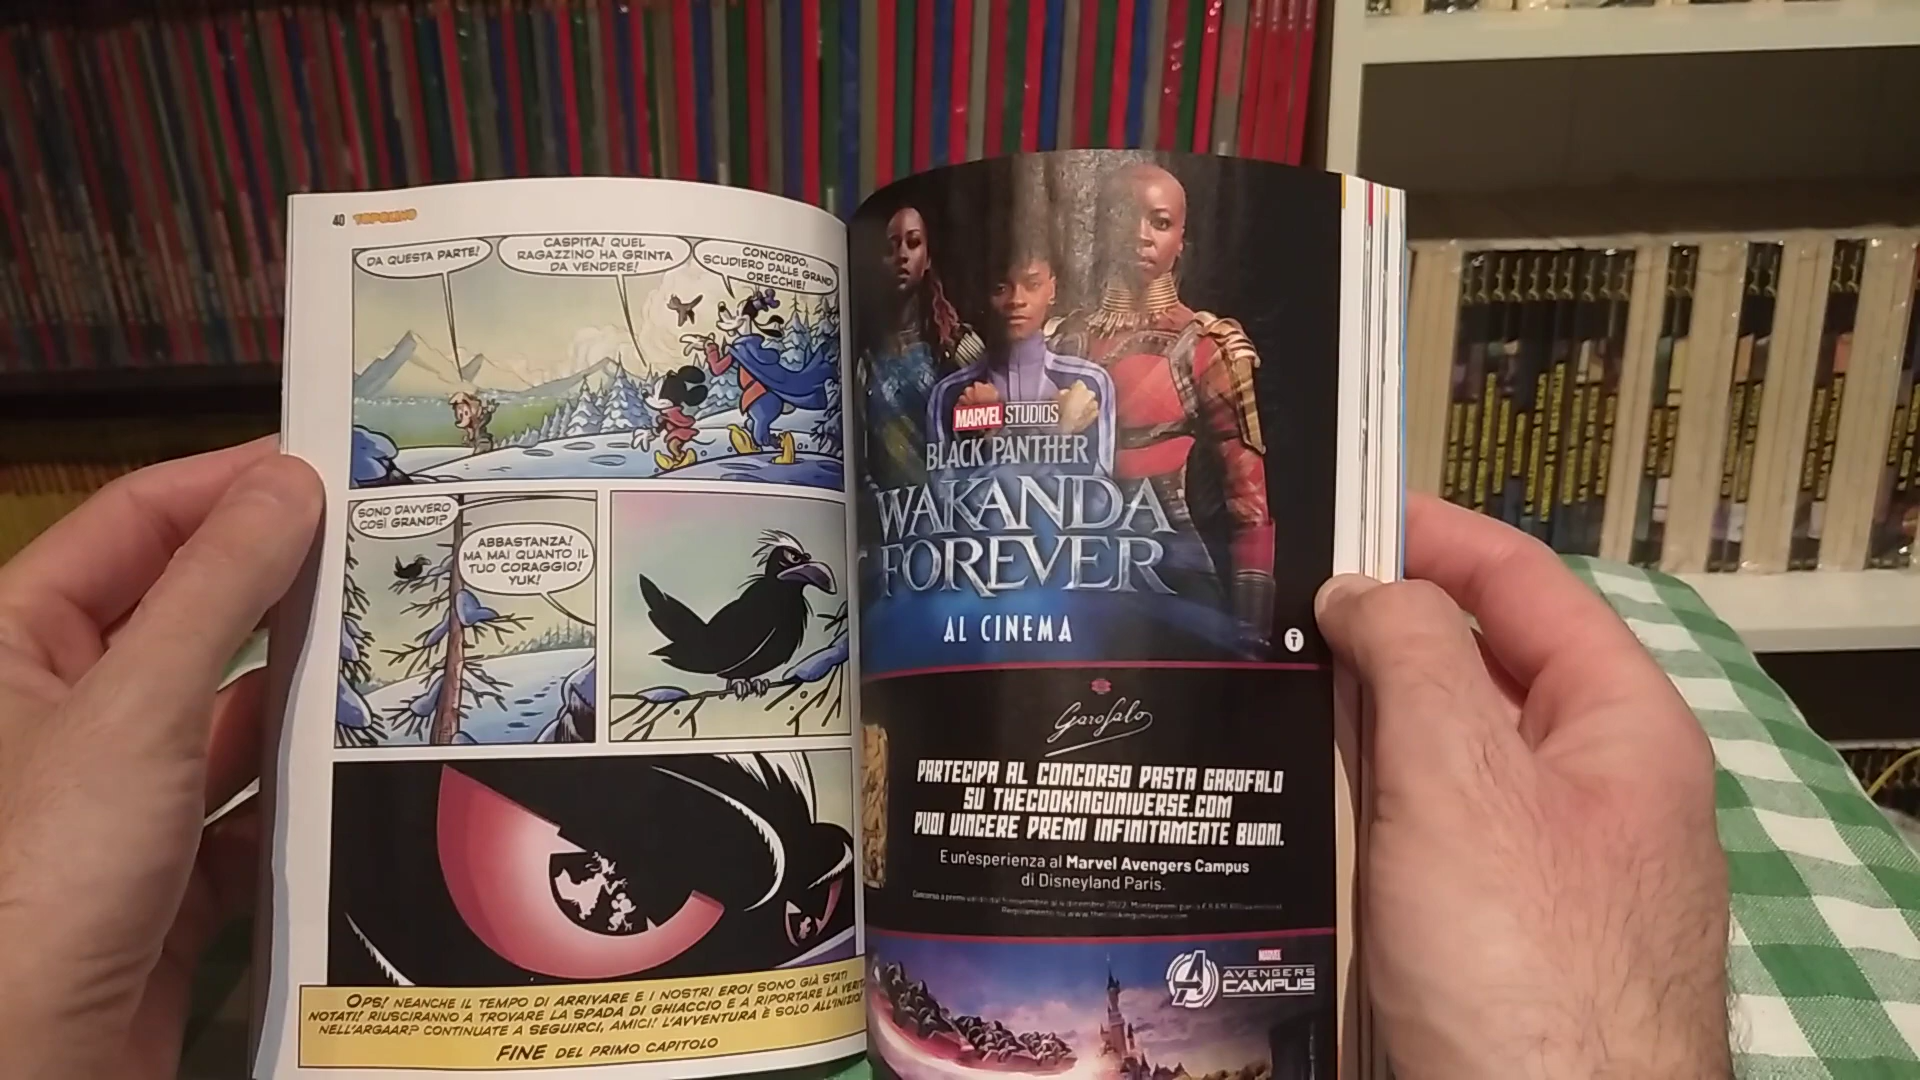 40 TOPOLINO
DA QUESTA PARTE!
CASPITA! QUEL
RAGAZZINO HA GRINTA
DA VENDERE!
CONCORDO,
SCUDIERO DALLE GRANDI
ORECCHIE!
SONO DAVVERO
COSÌ GRANDI?
ABBASTANZA!
MA MAI QUANTO IL
TUO CORAGGIO!
YUK!
OPS! NEANCHE IL TEMPO DI ARRIVARE E I NOSTRI EROI SONO GIÀ STATI
NOTATI! RIUSCIRANNO A TROVARE LA SPADA DI GHIACCIO E A RIPORTARE LA
NELL'ARGAAR? CONTINUATE A SEGUIRCI, AMICI! L'AVVENTURA È SOLO ALL'INIZIO!
FINE DEL PRIMO CAPITOLO
MARVEL STUDIOS
BLACK PANTHER
WAKANDA
FOREVER
AL CINEMA
T
Garofalo
PARTECIPA AL CONCORSO PASTA GAROFALO
SU THECOOKINGUNIVERSE.COM
PUOI VINCERE PREMI INFINITAMENTE BUONI.
E un'esperienza al Marvel Avengers Campus
di Disneyland Paris.
Regolamento su www.thecookinguniverse.com
MARVEL
AVENGERS
CAMPUS